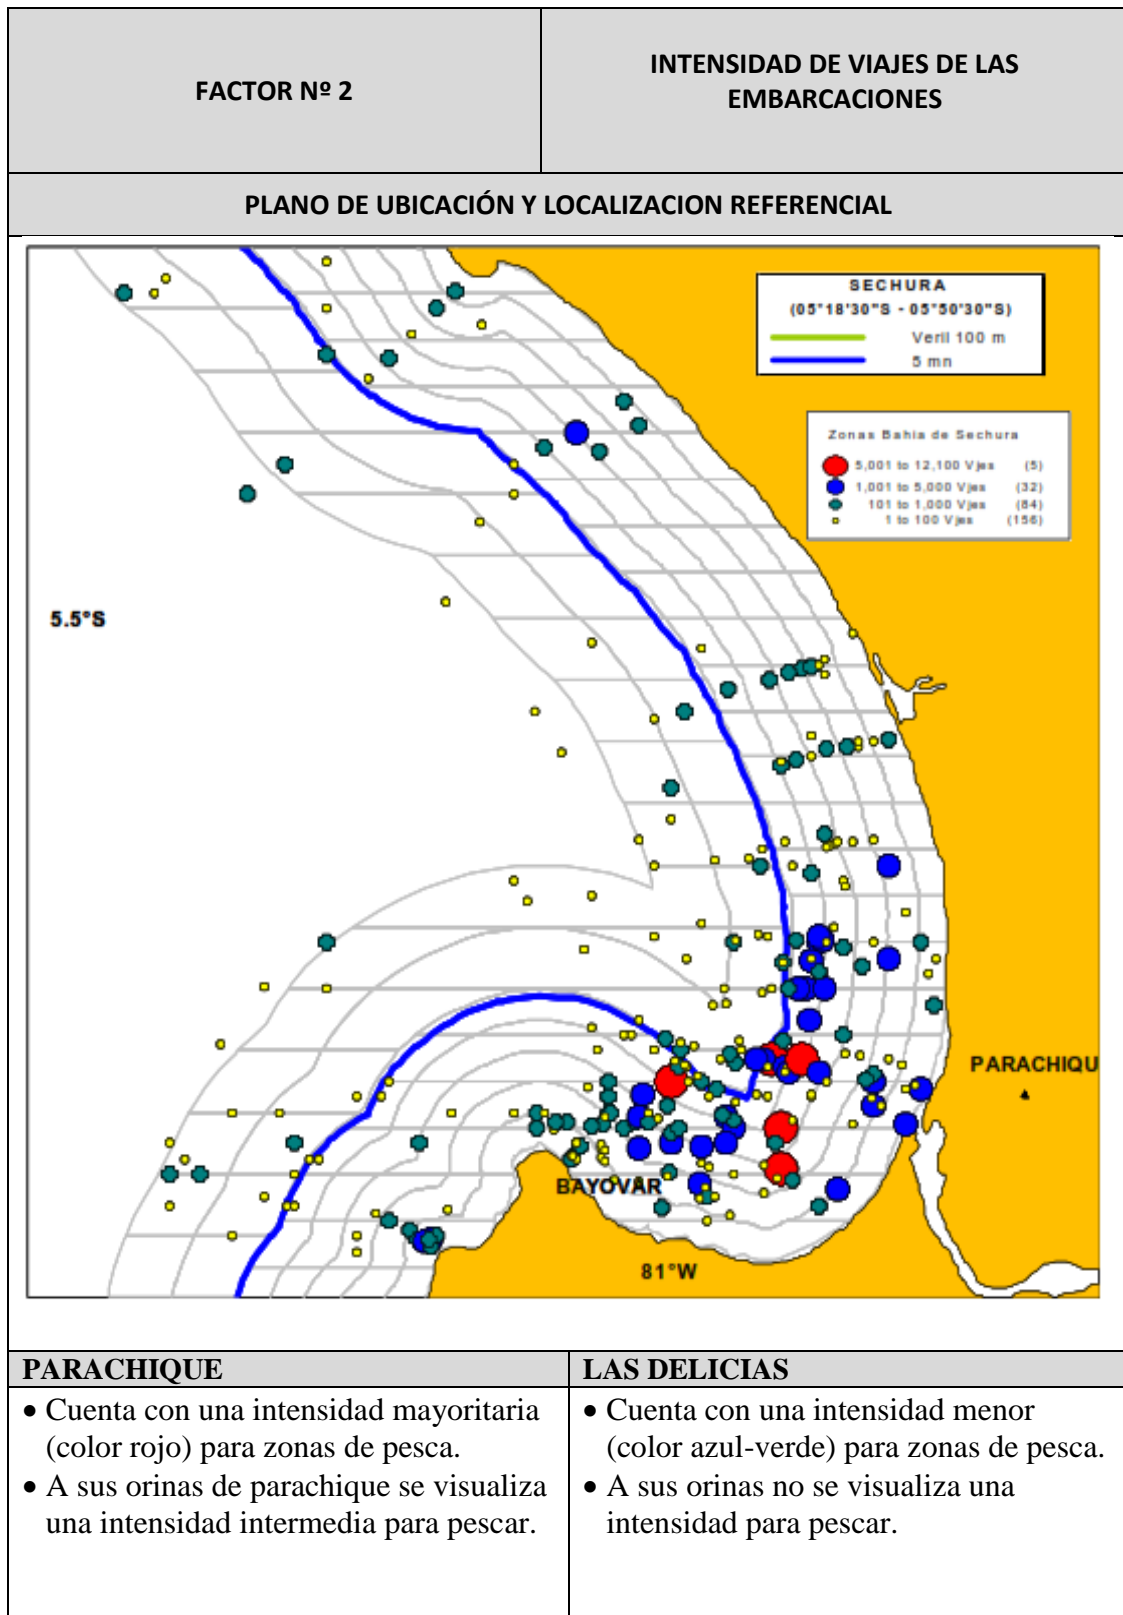 FACTOR Nº 2
INTENSIDAD DE VIAJES DE LAS
EMBARCACIONES
PLANO DE UBICACIÓN Y LOCALIZACION REFERENCIAL
SECHURA
(05°18'30"S - 05°50'30"S)
Veril 100 m
5 mn
Zonas Bahia de Sechura
5,001 to 12,100 Vjes (5)
1,001 to 5,000 Vjes (32)
101 to 1,000 Vjes (84)
1 to 100 Vjes (156)
5.5°S
PARACHIQU
BAYOVAR
81°W
PARACHIQUE
• Cuenta con una intensidad mayoritaria
(color rojo) para zonas de pesca.
• A sus orinas de parachique se visualiza
una intensidad intermedia para pescar.
LAS DELICIAS
• Cuenta con una intensidad menor
(color azul-verde) para zonas de pesca.
• A sus orinas no se visualiza una
intensidad para pescar.